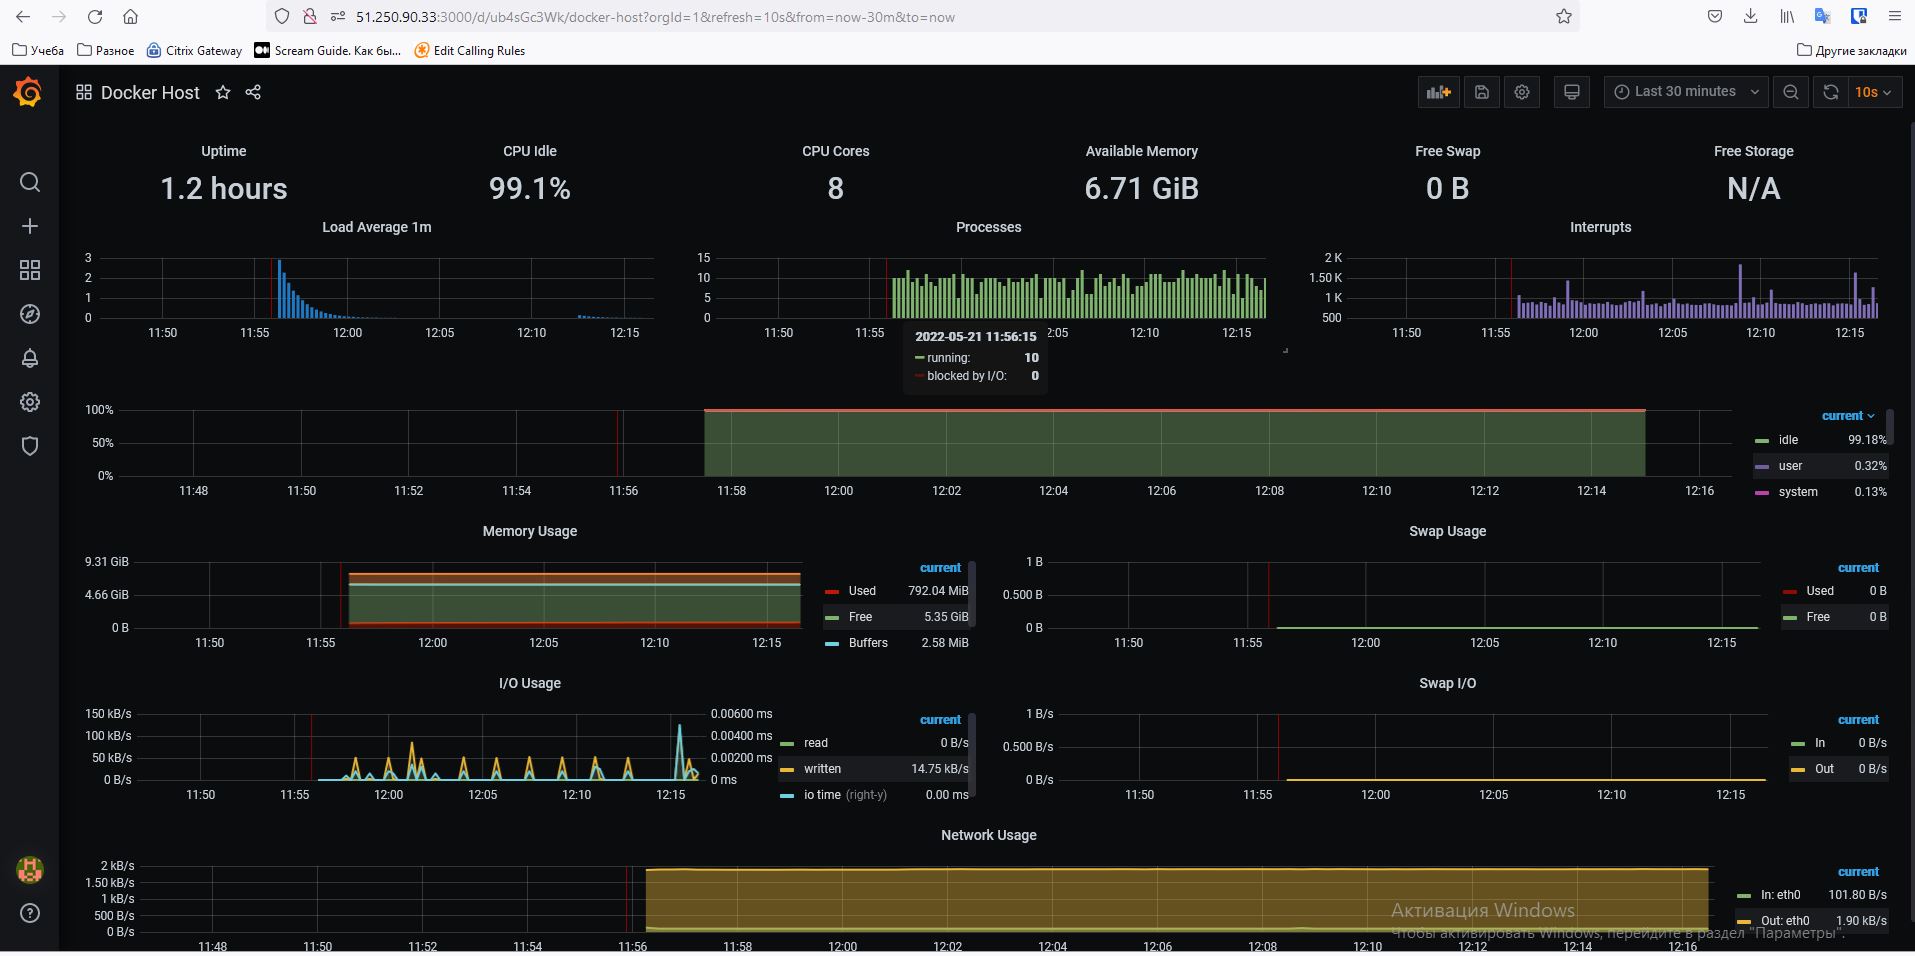 51.250.90.33:3000/d/ub4sGc3Wk/docker-host?orgId=1&refresh=10s&from=now-30m&to=now
Учеба Разное Citrix Gateway Scream Guide. Как бы... Edit Calling Rules Другие закладки
Docker Host Last 30 minutes 10s
Uptime CPU Idle CPU Cores Available Memory Free Swap Free Storage
1.2 hours 99.1% 8 6.71 GiB 0 B N/A
Load Average 1m Processes Interrupts
3 15 2 K
2 10 1.50 K
1 5 1 K
0 0 500
11:50 11:55 12:00 12:05 12:10 12:15 11:50 11:55 2:05 12:10 12:15 11:50 11:55 12:00 12:05 12:10 12:15
2022-05-21 11:56:15
running: 10
blocked by I/O: 0
100% current
50% idle 99.18%
0% user 0.32%
system 0.13%
11:48 11:50 11:52 11:54 11:56 11:58 12:00 12:02 12:04 12:06 12:08 12:10 12:12 12:14 12:16
Memory Usage Swap Usage
9.31 GiB current 1 B current
4.66 GiB Used 792.04 MiB 0.500 B Used 0 B
0 B Free 5.35 GiB 0 B Free 0 B
11:50 11:55 12:00 12:05 12:10 12:15 Buffers 2.58 MiB 11:50 11:55 12:00 12:05 12:10 12:15
I/O Usage Swap I/O
150 kB/s 0.00600 ms current 1 B/s current
100 kB/s 0.00400 ms read 0 B/s 0.500 B/s In 0 B/s
50 kB/s 0.00200 ms written 14.75 kB/s Out 0 B/s
0 B/s 0 ms 0 B/s
11:50 11:55 12:00 12:05 12:10 12:15 io time (right-y) 0.00 ms 11:50 11:55 12:00 12:05 12:10 12:15
Network Usage
2 kB/s current
1.50 kB/s In: eth0 101.80 B/s
1 kB/s Out: eth0 1.90 kB/s
500 B/s Активация Windows
0 B/s Чтобы активировать Windows, перейдите в раздел "Параметры".
11:48 11:50 11:52 11:54 11:56 11:58 12:00 12:02 12:04 12:06 12:08 12:10 12:12 12:14 12:16